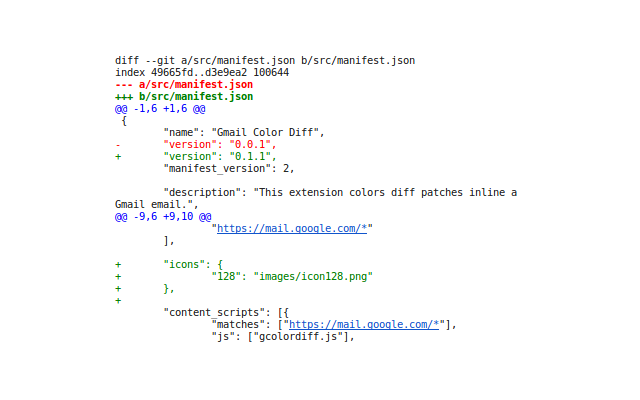 diff --git a/src/manifest.json b/src/manifest.json
index 49665fd..d3e9ea2 100644
--- a/src/manifest.json
+++ b/src/manifest.json
@@ -1,6 +1,6 @@
 {
        "name": "Gmail Color Diff",
-       "version": "0.0.1",
+       "version": "0.1.1",
        "manifest_version": 2,

        "description": "This extension colors diff patches inline a
Gmail email.",
@@ -9,6 +9,10 @@
                "https://mail.google.com/*"
        ],

+       "icons": {
+               "128": "images/icon128.png"
+       },
+
        "content_scripts": [{
                "matches": ["https://mail.google.com/*"],
                "js": ["gcolordiff.js"],